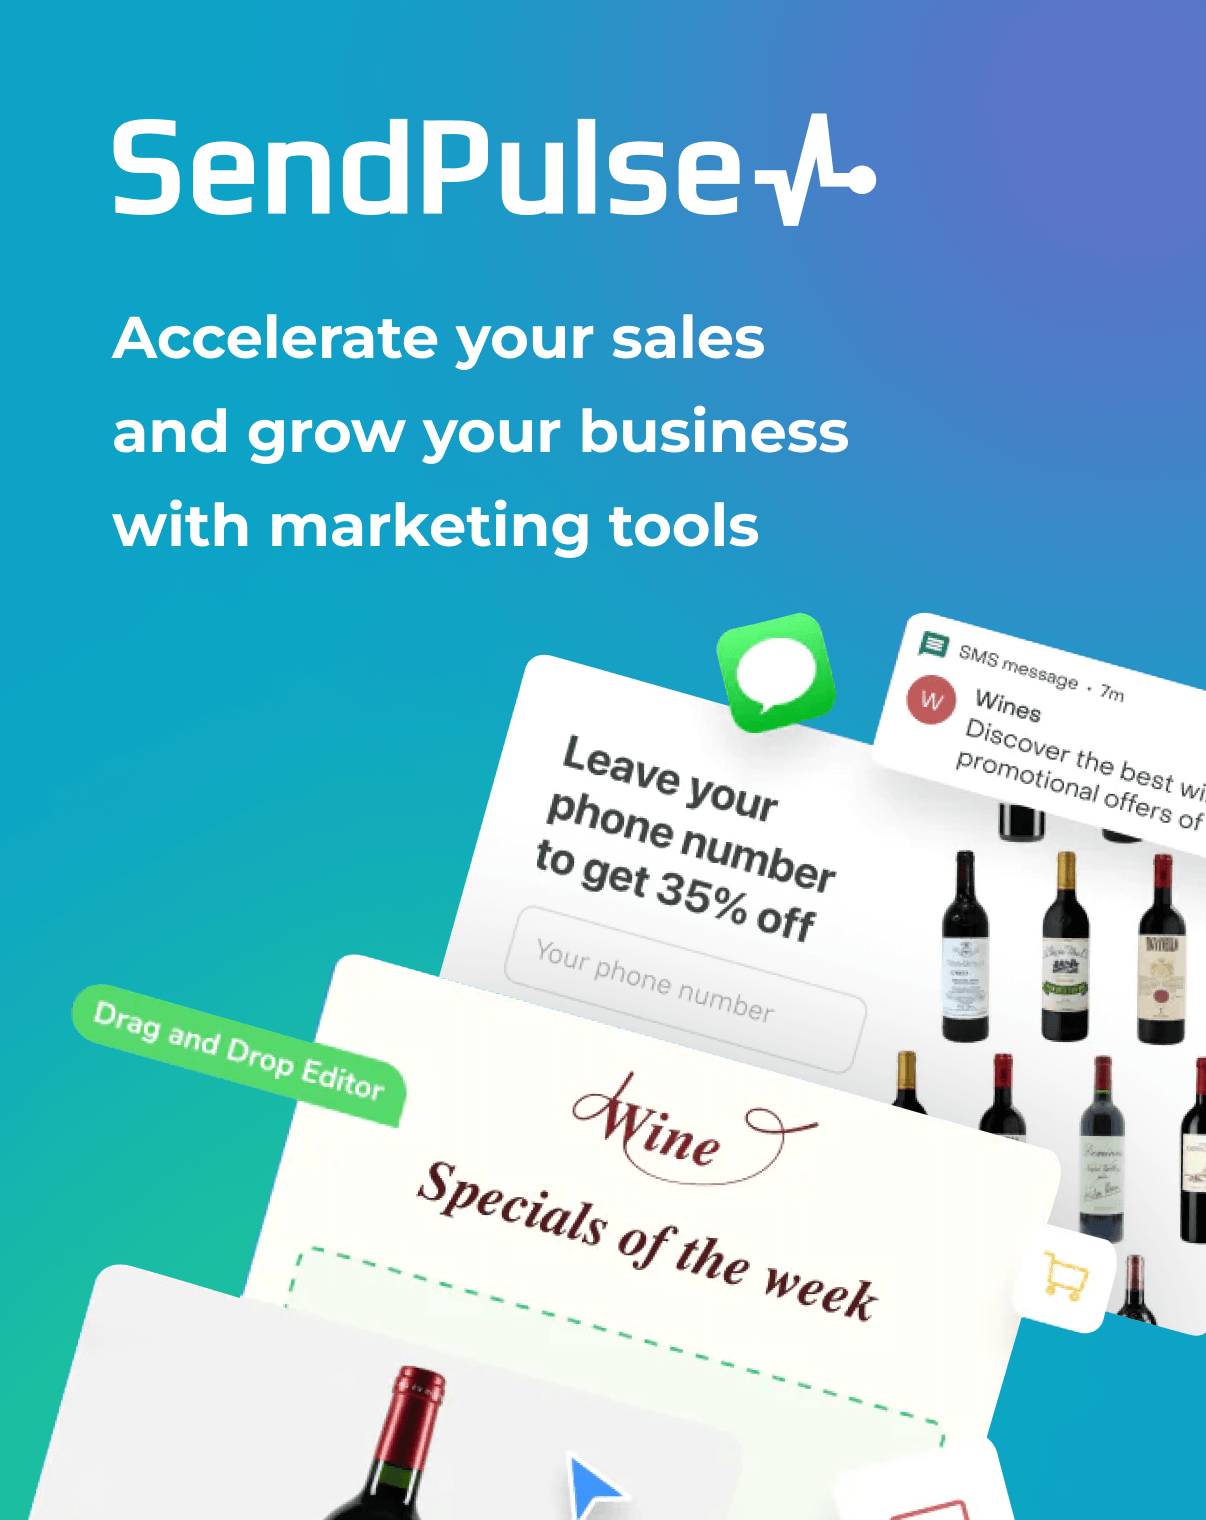 SendPulse
Accelerate your sales
and grow your business
with marketing tools
SMS message · 7m
W
Wines
Discover the best
promotional offers of
Leave your
phone number
to get 35% off
Your phone number
Drag and Drop Editor
Wine
Specials of the week